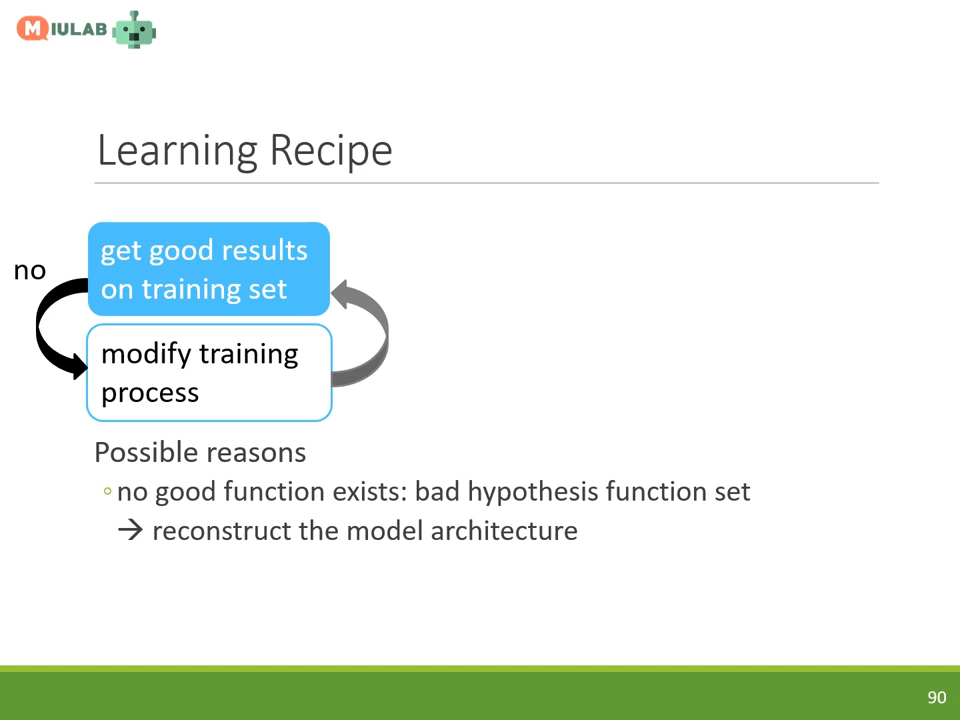 MIULAB
Learning Recipe
get good results
on training set
no
modify training
process
Possible reasons
◦no good function exists: bad hypothesis function set
→ reconstruct the model architecture
90